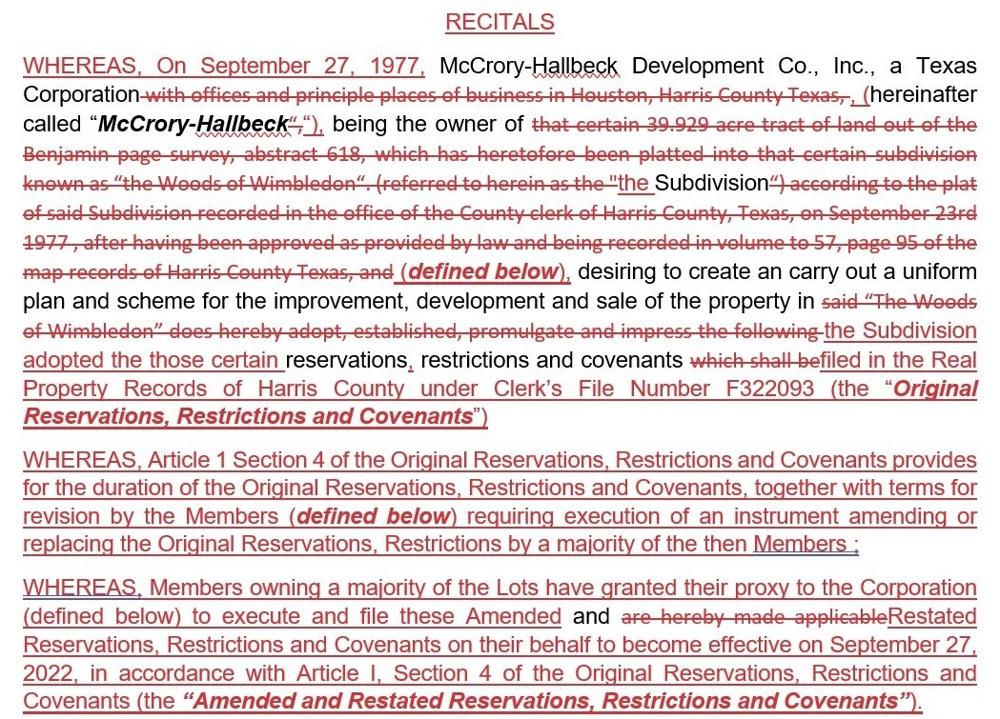 RECITALS
WHEREAS, On September 27, 1977, McCrory-Hallbeck Development Co., Inc., a Texas
Corporation with offices and principle places of business in Houston, Harris County Texas, , (hereinafter
called “McCrory-Hallbeck“,“), being the owner of that certain 39.929 acre tract of land out of the
Benjamin page survey, abstract 618, which has heretofore been platted into that certain subdivision
known as “the Woods of Wimbledon“. (referred to herein as the "the Subdivision“) according to the plat
of said Subdivision recorded in the office of the County clerk of Harris County, Texas, on September 23rd
1977 , after having been approved as provided by law and being recorded in volume to 57, page 95 of the
map records of Harris County Texas, and (defined below), desiring to create an carry out a uniform
plan and scheme for the improvement, development and sale of the property in said “The Woods
of Wimbledon” does hereby adopt, established, promulgate and impress the following the Subdivision
adopted the those certain reservations, restrictions and covenants which shall be filed in the Real
Property Records of Harris County under Clerk’s File Number F322093 (the “Original
Reservations, Restrictions and Covenants”)
WHEREAS, Article 1 Section 4 of the Original Reservations, Restrictions and Covenants provides
for the duration of the Original Reservations, Restrictions and Covenants, together with terms for
revision by the Members (defined below) requiring execution of an instrument amending or
replacing the Original Reservations, Restrictions by a majority of the then Members ;
WHEREAS, Members owning a majority of the Lots have granted their proxy to the Corporation
(defined below) to execute and file these Amended and are hereby made applicable Restated
Reservations, Restrictions and Covenants on their behalf to become effective on September 27,
2022, in accordance with Article I, Section 4 of the Original Reservations, Restrictions and
Covenants (the “Amended and Restated Reservations, Restrictions and Covenants”).